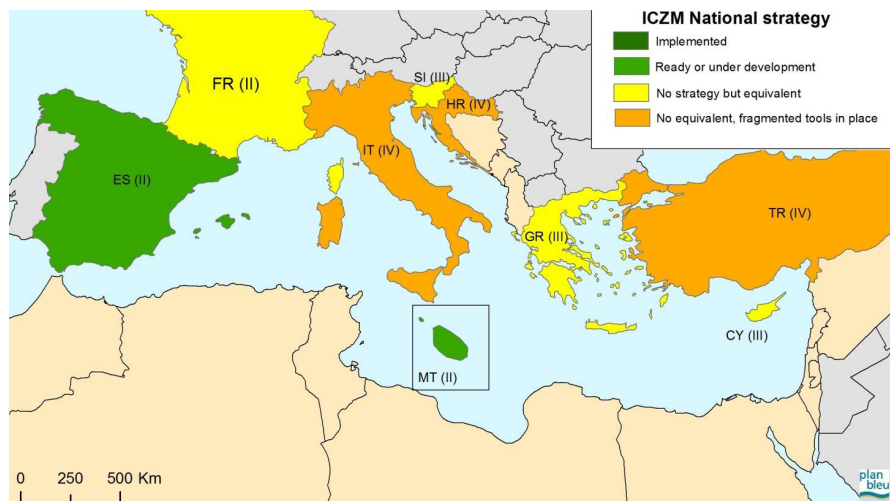 ICZM National strategy
Implemented
Ready or under development
No strategy but equivalent
No equivalent, fragmented tools in place
FR (II)
SI (III)
HR (IV)
IT (IV)
ES (II)
GR (III)
TR (IV)
CY (III)
MT (II)
0 250 500 Km
plan
bleu